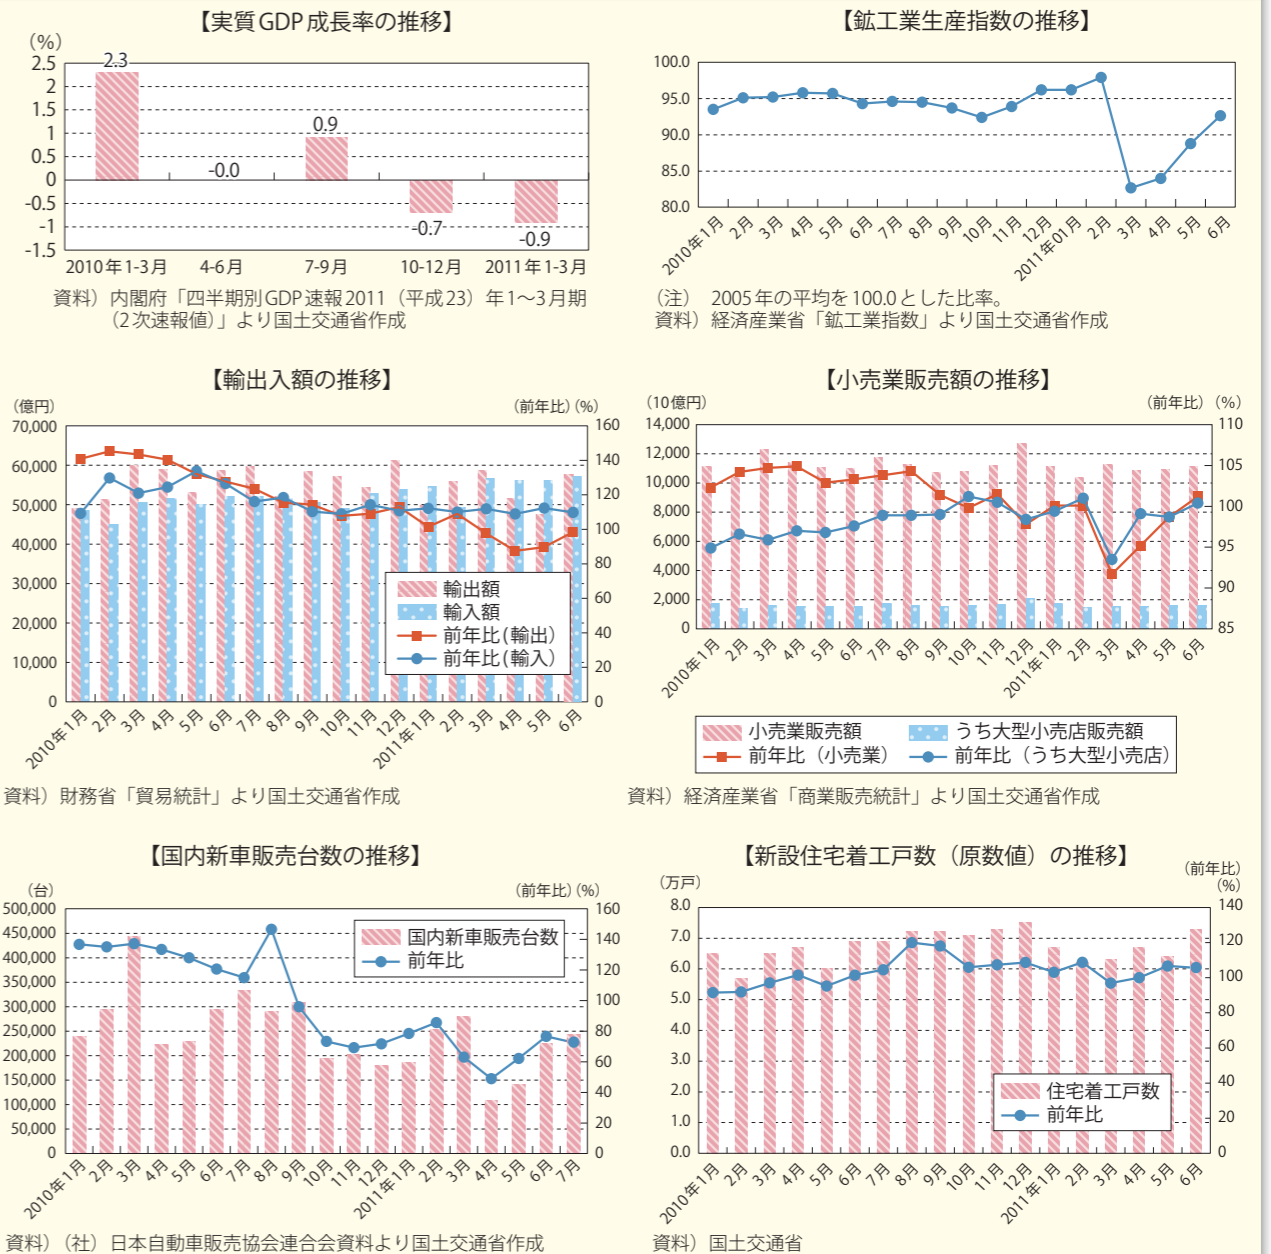 【実質GDP成長率の推移】
(%)
2.5
2
1.5
1
0.5
0
-0.5
-1
-1.5
2.3
-0.0
0.9
-0.7
-0.9
2010年1-3月 4-6月 7-9月 10-12月 2011年1-3月
資料）内閣府「四半期別GDP速報2011（平成23）年1〜3月期
（2次速報値）」より国土交通省作成
【鉱工業生産指数の推移】
100.0
95.0
90.0
85.0
80.0
2010年1月 2月 3月 4月 5月 6月 7月 8月 9月 10月 11月 12月 2011年01月 2月 3月 4月 5月 6月
（注） 2005年の平均を100.0とした比率。
資料）経済産業省「鉱工業指数」より国土交通省作成
【輸出入額の推移】
（億円） （前年比）(%)
70,000
60,000
50,000
40,000
30,000
20,000
10,000
0
160
140
120
100
80
60
40
20
0
輸出額
輸入額
前年比（輸出）
前年比（輸入）
2010年1月 2月 3月 4月 5月 6月 7月 8月 9月 10月 11月 12月 2011年1月 2月 3月 4月 5月 6月
資料）財務省「貿易統計」より国土交通省作成
【小売業販売額の推移】
（10億円） （前年比）（%）
14,000
12,000
10,000
8,000
6,000
4,000
2,000
0
110
105
100
95
90
85
2010年1月 2月 3月 4月 5月 6月 7月 8月 9月 10月 11月 12月 2011年1月 2月 3月 4月 5月 6月
小売業販売額 うち大型小売店販売額
前年比（小売業） 前年比（うち大型小売店）
資料）経済産業省「商業販売統計」より国土交通省作成
【国内新車販売台数の推移】
（台） （前年比）(%)
500,000
450,000
400,000
350,000
300,000
250,000
200,000
150,000
100,000
50,000
0
160
140
120
100
80
60
40
20
0
国内新車販売台数
前年比
2010年1月 2月 3月 4月 5月 6月 7月 8月 9月 10月 11月 12月 2011年1月 2月 3月 4月 5月 6月 7月
資料）（社）日本自動車販売協会連合会資料より国土交通省作成
【新設住宅着工戸数（原数値）の推移】
（万戸） （前年比）
（%）
8.0
7.0
6.0
5.0
4.0
3.0
2.0
1.0
0.0
140
120
100
80
60
40
20
0
住宅着工戸数
前年比
2010年1月 2月 3月 4月 5月 6月 7月 8月 9月 10月 11月 12月 2011年1月 2月 3月 4月 5月 6月
資料）国土交通省